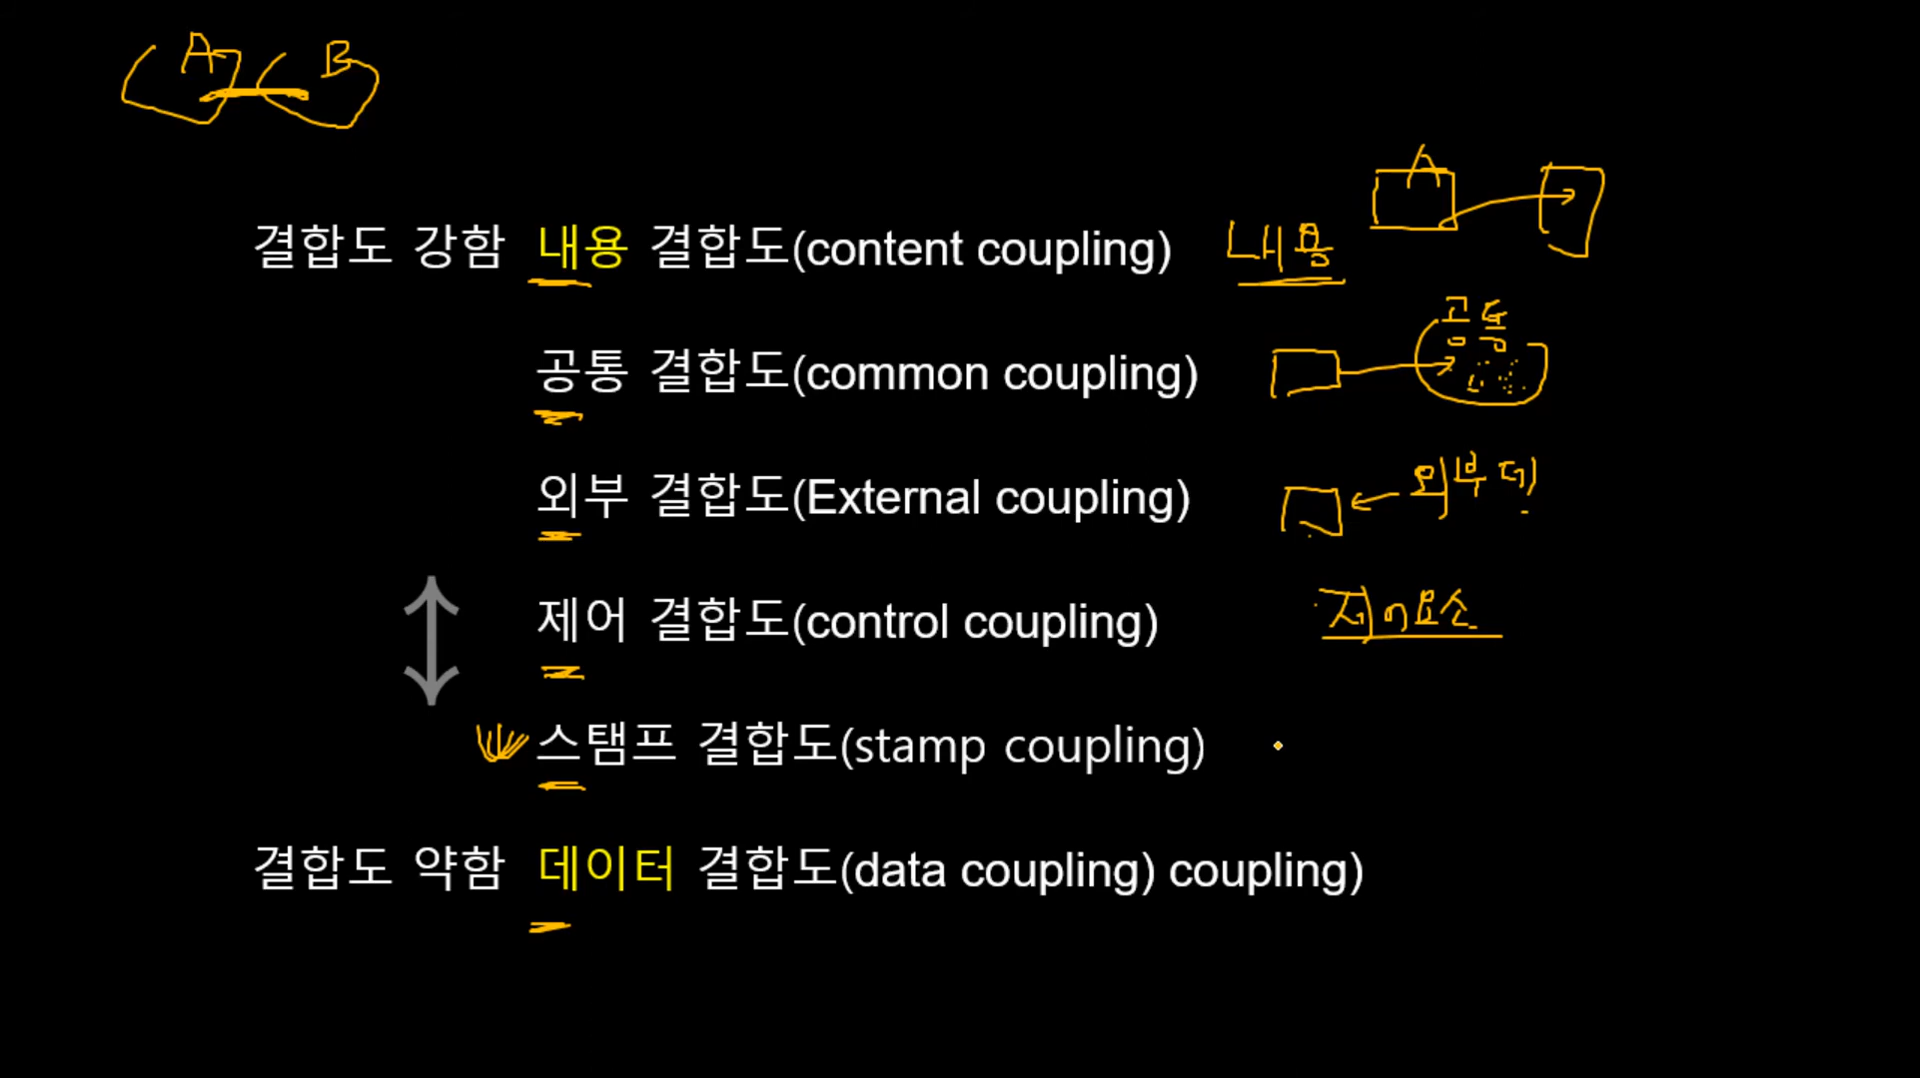 A B
A
결합도 강함 내용 결합도(content coupling) 내용
공통
공통 결합도(common coupling)
외부 데
외부 결합도(External coupling)
제어 결합도(control coupling) 제어요소
스탬프 결합도(stamp coupling)
결합도 약함 데이터 결합도(data coupling) coupling)